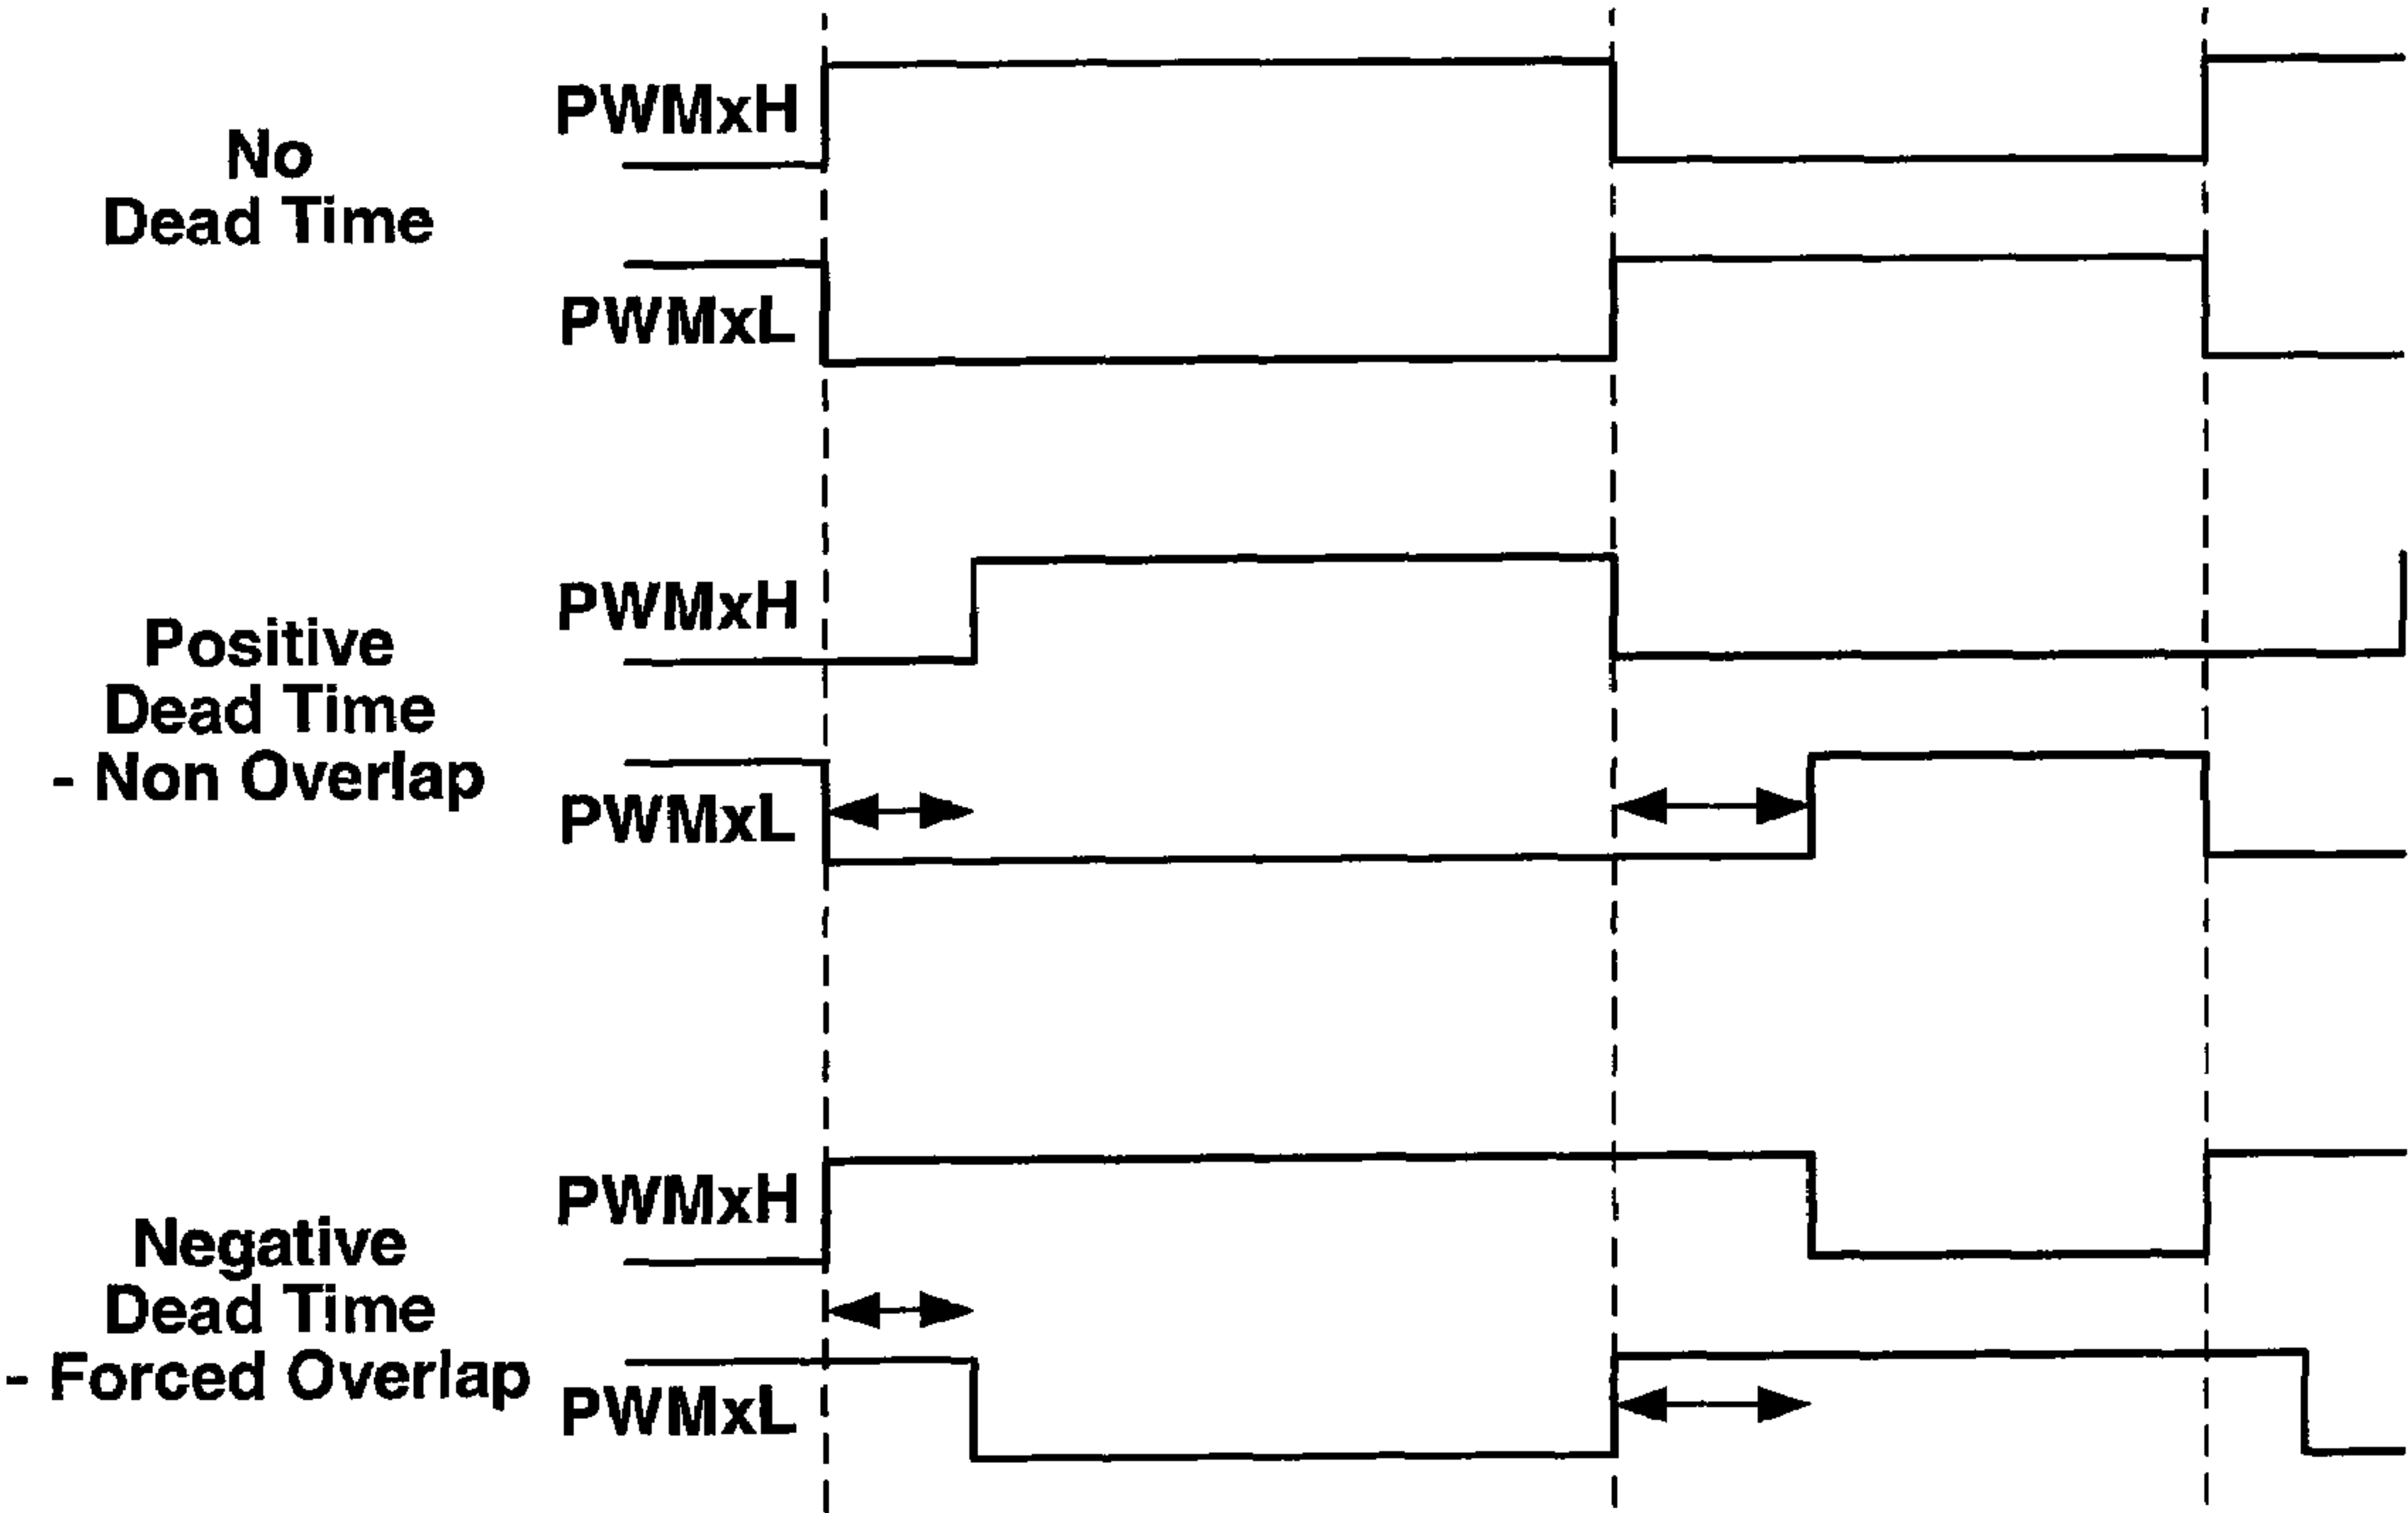 No
Dead Time
PWMxH
PWMxL
Positive
Dead Time
- Non Overlap
PWMxH
PWMxL
Negative
Dead Time
- Forced Overlap
PWMxH
PWMxL